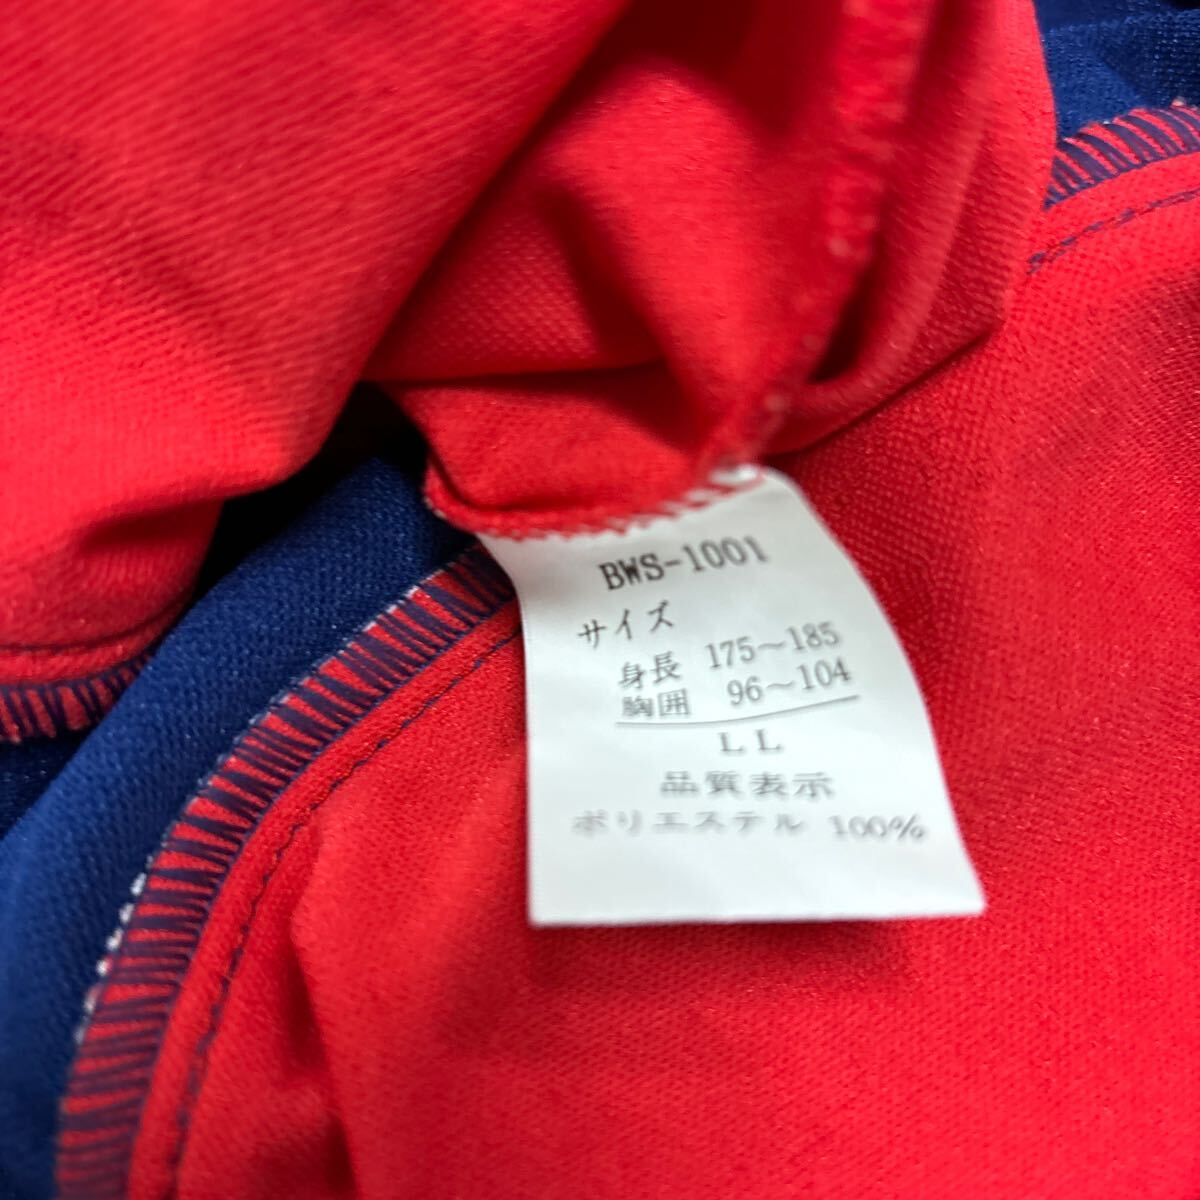 BWS-1001
サイズ
身長 175～185
胸囲 96～104
LL
品質表示
ポリエステル 100%